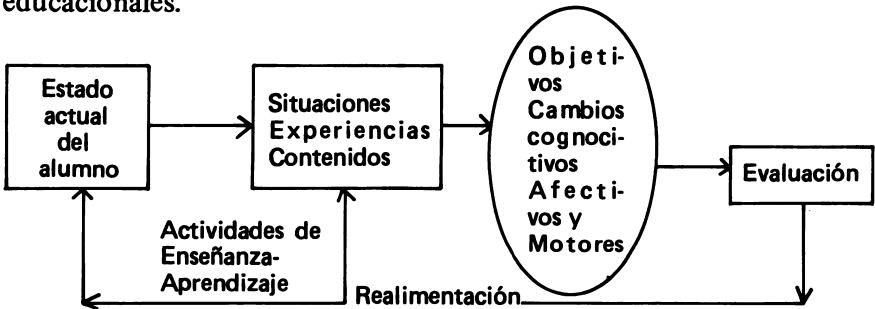 educacionales.
Estado
actual
del
alumno
Situaciones
Experiencias
Contenidos
Objeti-
vos
Cambios
cognoci-
tivos
Afecti-
vos y
Motores
Evaluación
Actividades de
Enseñanza-
Aprendizaje
Realimentación